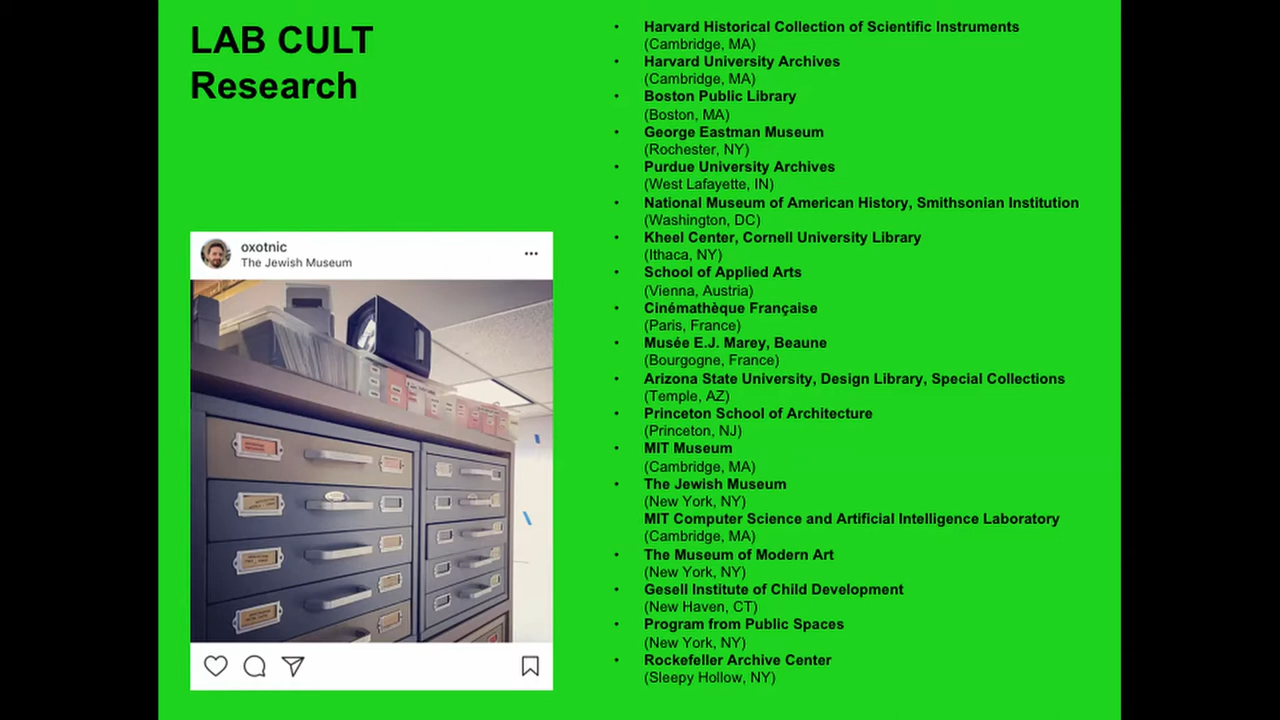 LAB CULT
Research
oxotnic
The Jewish Museum
• Harvard Historical Collection of Scientific Instruments
(Cambridge, MA)
• Harvard University Archives
(Cambridge, MA)
• Boston Public Library
(Boston, MA)
• George Eastman Museum
(Rochester, NY)
• Purdue University Archives
(West Lafayette, IN)
• National Museum of American History, Smithsonian Institution
(Washington, DC)
• Kheel Center, Cornell University Library
(Ithaca, NY)
• School of Applied Arts
(Vienna, Austria)
• Cinémathèque Française
(Paris, France)
• Musée E.J. Marey, Beaune
(Bourgogne, France)
• Arizona State University, Design Library, Special Collections
(Temple, AZ)
• Princeton School of Architecture
(Princeton, NJ)
• MIT Museum
(Cambridge, MA)
• The Jewish Museum
(New York, NY)
MIT Computer Science and Artificial Intelligence Laboratory
(Cambridge, MA)
• The Museum of Modern Art
(New York, NY)
• Gesell Institute of Child Development
(New Haven, CT)
• Program from Public Spaces
(New York, NY)
• Rockefeller Archive Center
(Sleepy Hollow, NY)